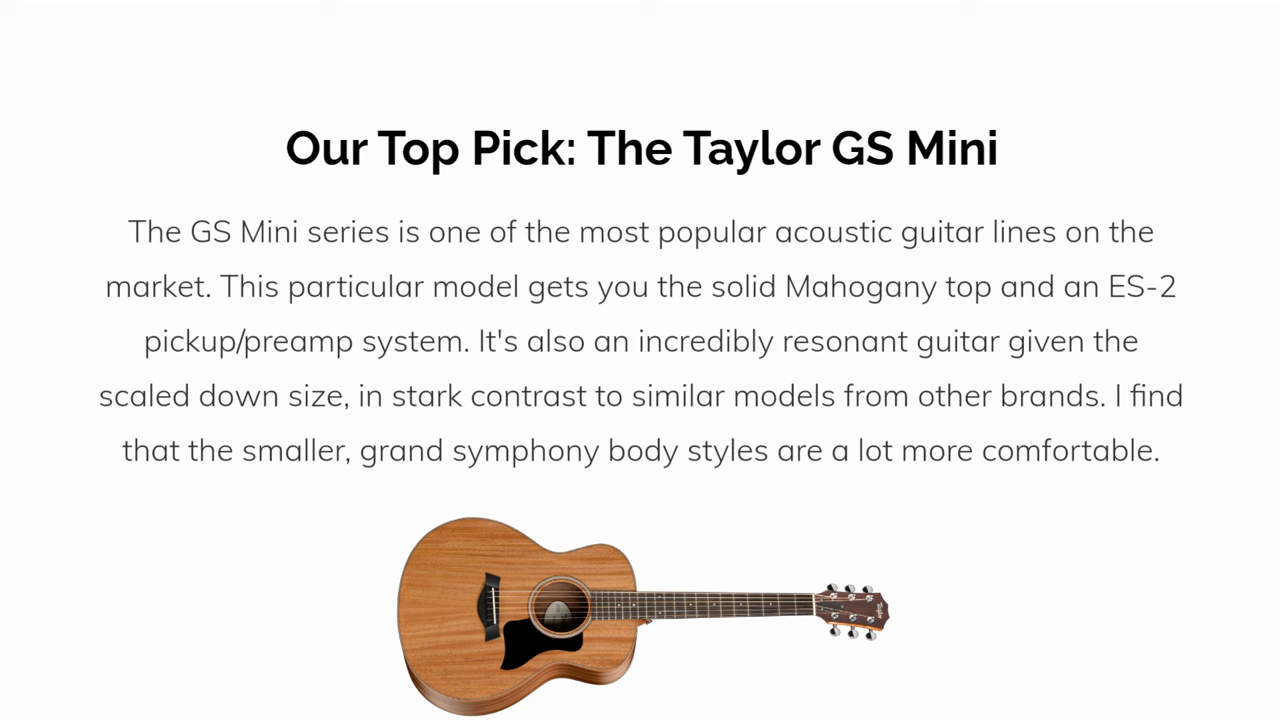 Our Top Pick: The Taylor GS Mini
The GS Mini series is one of the most popular acoustic guitar lines on the
market. This particular model gets you the solid Mahogany top and an ES-2
pickup/preamp system. It's also an incredibly resonant guitar given the
scaled down size, in stark contrast to similar models from other brands. I find
that the smaller, grand symphony body styles are a lot more comfortable.
Taylor